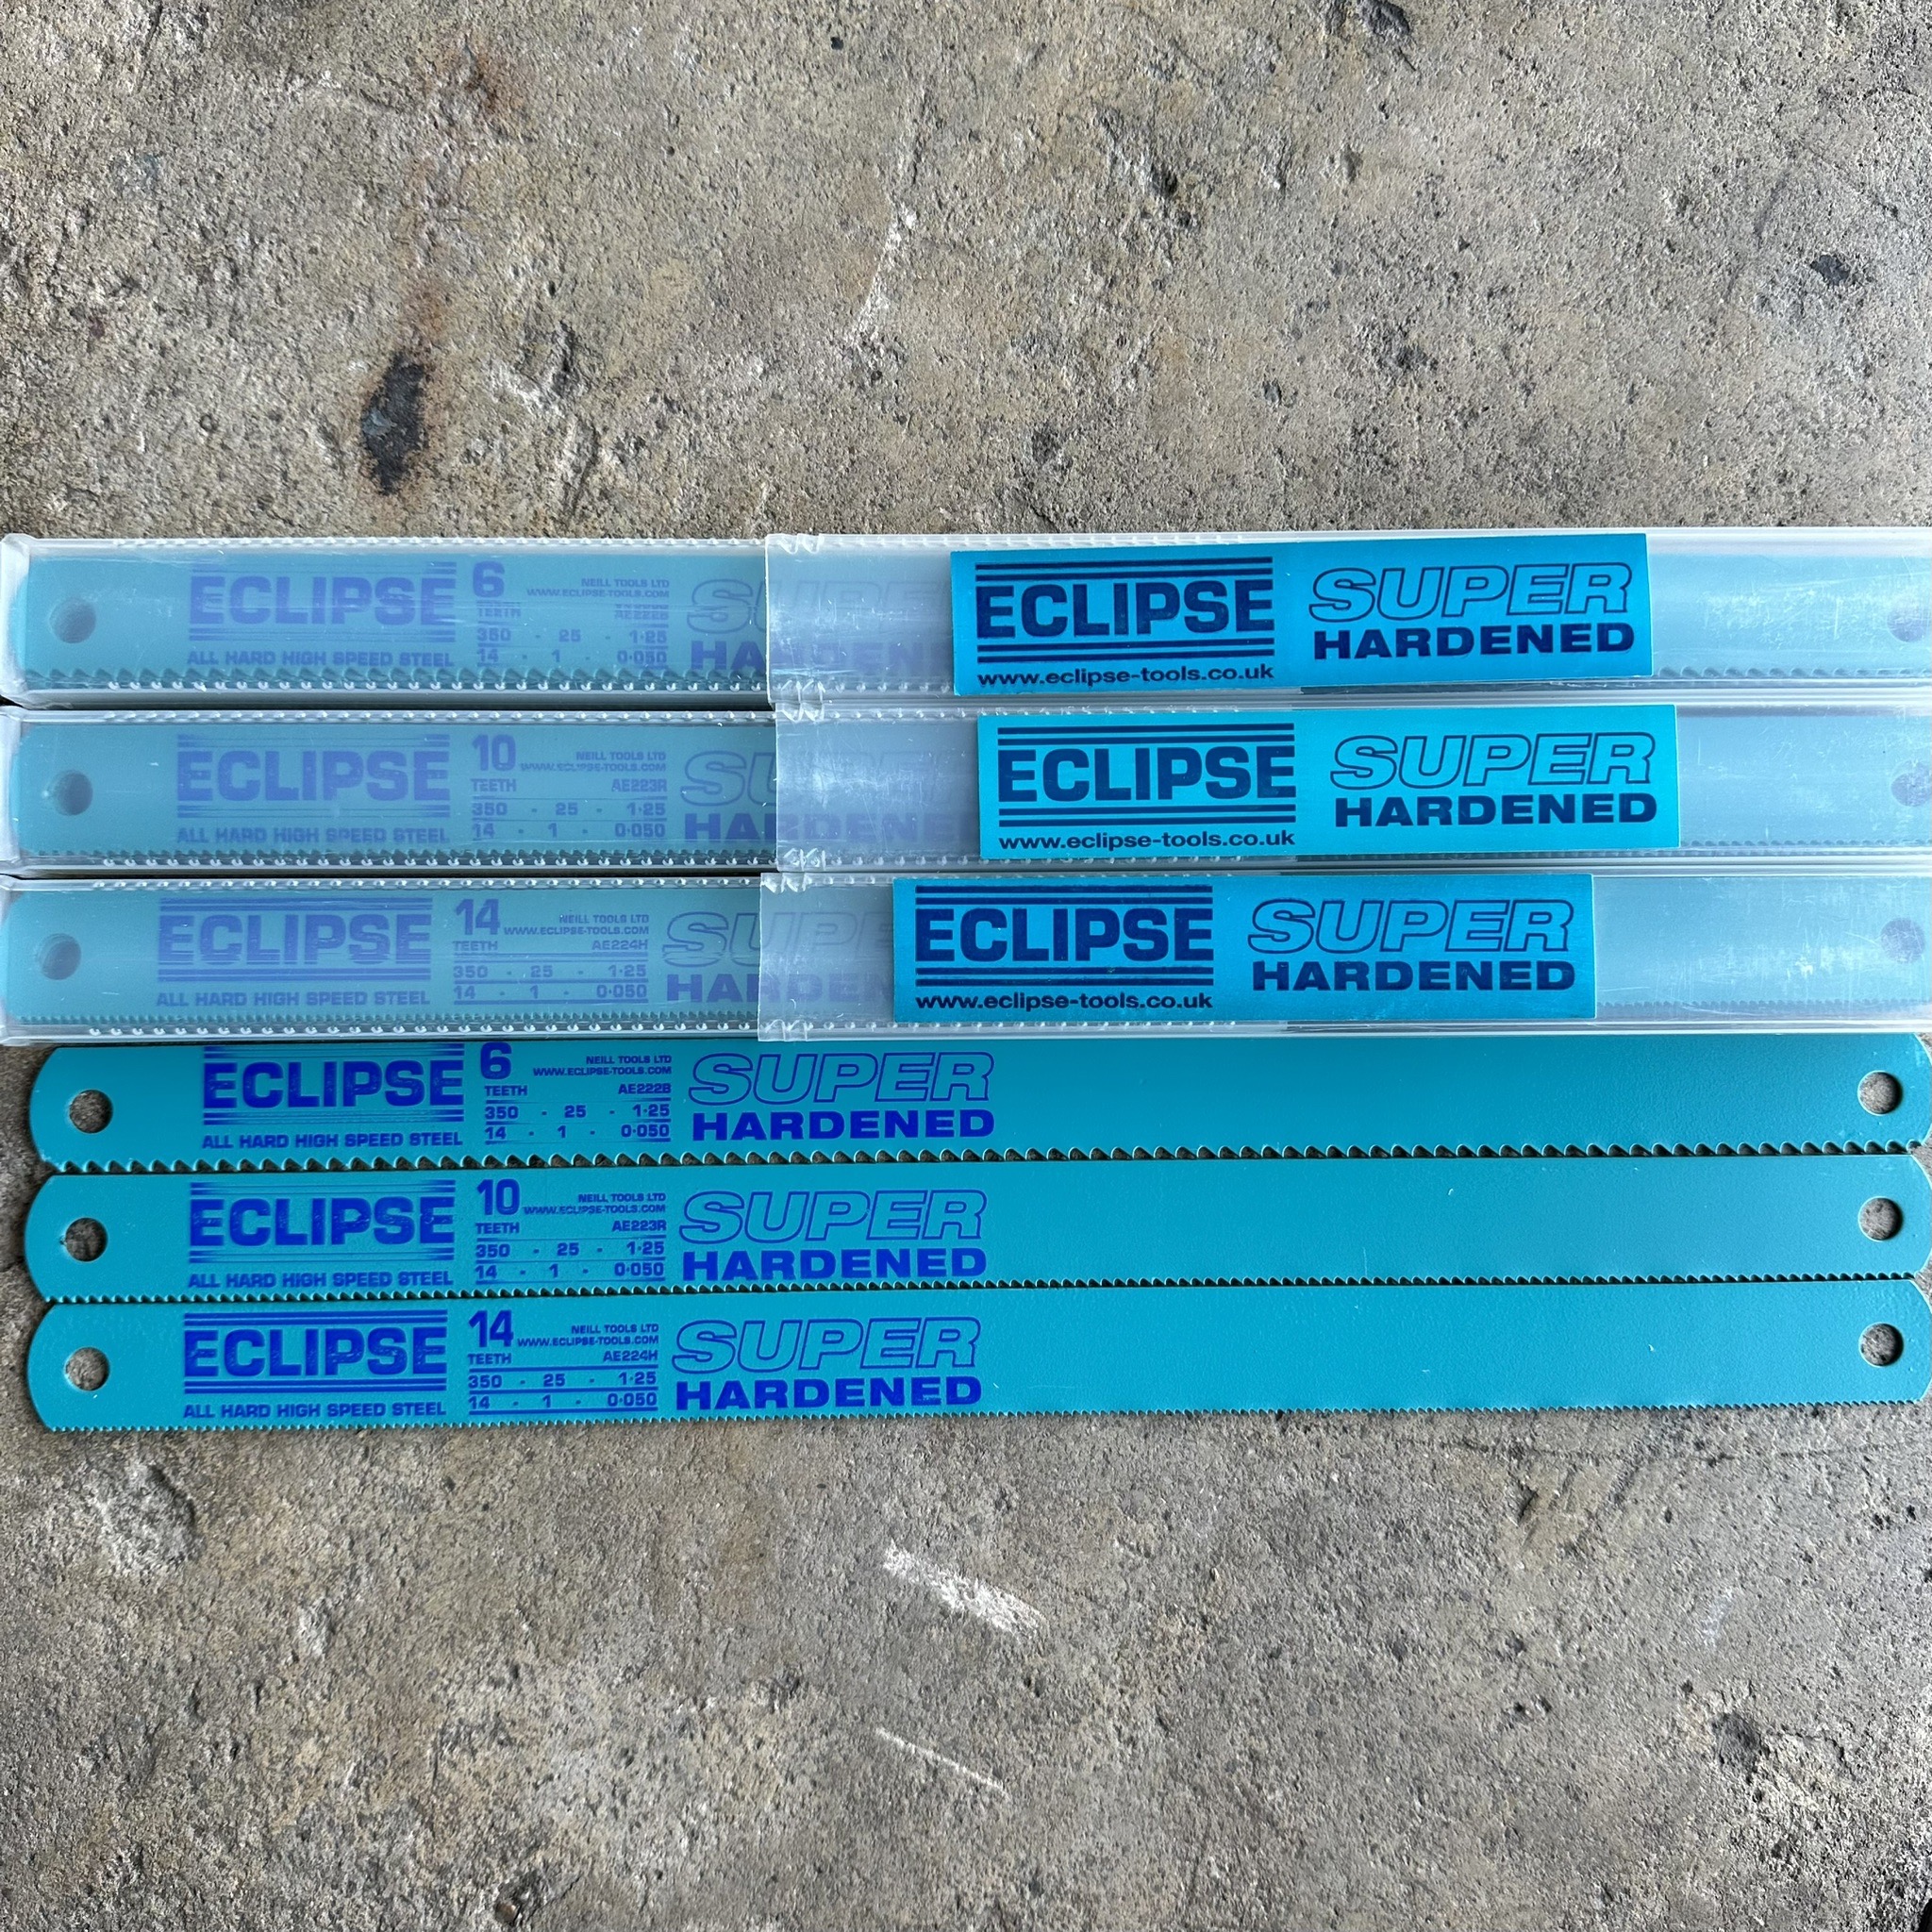 ECLIPSE
ALL HARD HIGH SPEED STEEL
6
TEETH
NEILL TOOLS LTD
WWW.ECLIPSE-TOOLS.COM
AE222B
350 - 25 - 1·25
14 - 1 - 0·050
ECLIPSE
www.eclipse-tools.co.uk
SUPER
HARDENED
ECLIPSE
ALL HARD HIGH SPEED STEEL
10
TEETH
NEILL TOOLS LTD
WWW.ECLIPSE-TOOLS.COM
AE223R
350 - 25 - 1·25
14 - 1 - 0·050
SUPER
HARDENED
ECLIPSE
www.eclipse-tools.co.uk
SUPER
HARDENED
ECLIPSE
ALL HARD HIGH SPEED STEEL
14
TEETH
NEILL TOOLS LTD
WWW.ECLIPSE-TOOLS.COM
AE224H
350 - 25 - 1·25
14 - 1 - 0·050
SUPER
HARDEN
ECLIPSE
www.eclipse-tools.co.uk
SUPER
HARDENED
ECLIPSE
ALL HARD HIGH SPEED STEEL
6
TEETH
NEILL TOOLS LTD
WWW.ECLIPSE-TOOLS.COM
AE222B
350 - 25 - 1·25
14 - 1 - 0·050
SUPER
HARDENED
ECLIPSE
ALL HARD HIGH SPEED STEEL
10
TEETH
NEILL TOOLS LTD
WWW.ECLIPSE-TOOLS.COM
AE223R
350 - 25 - 1·25
14 - 1 - 0·050
SUPER
HARDENED
ECLIPSE
ALL HARD HIGH SPEED STEEL
14
TEETH
NEILL TOOLS LTD
WWW.ECLIPSE-TOOLS.COM
AE224H
350 - 25 - 1·25
14 - 1 - 0·050
SUPER
HARDENED